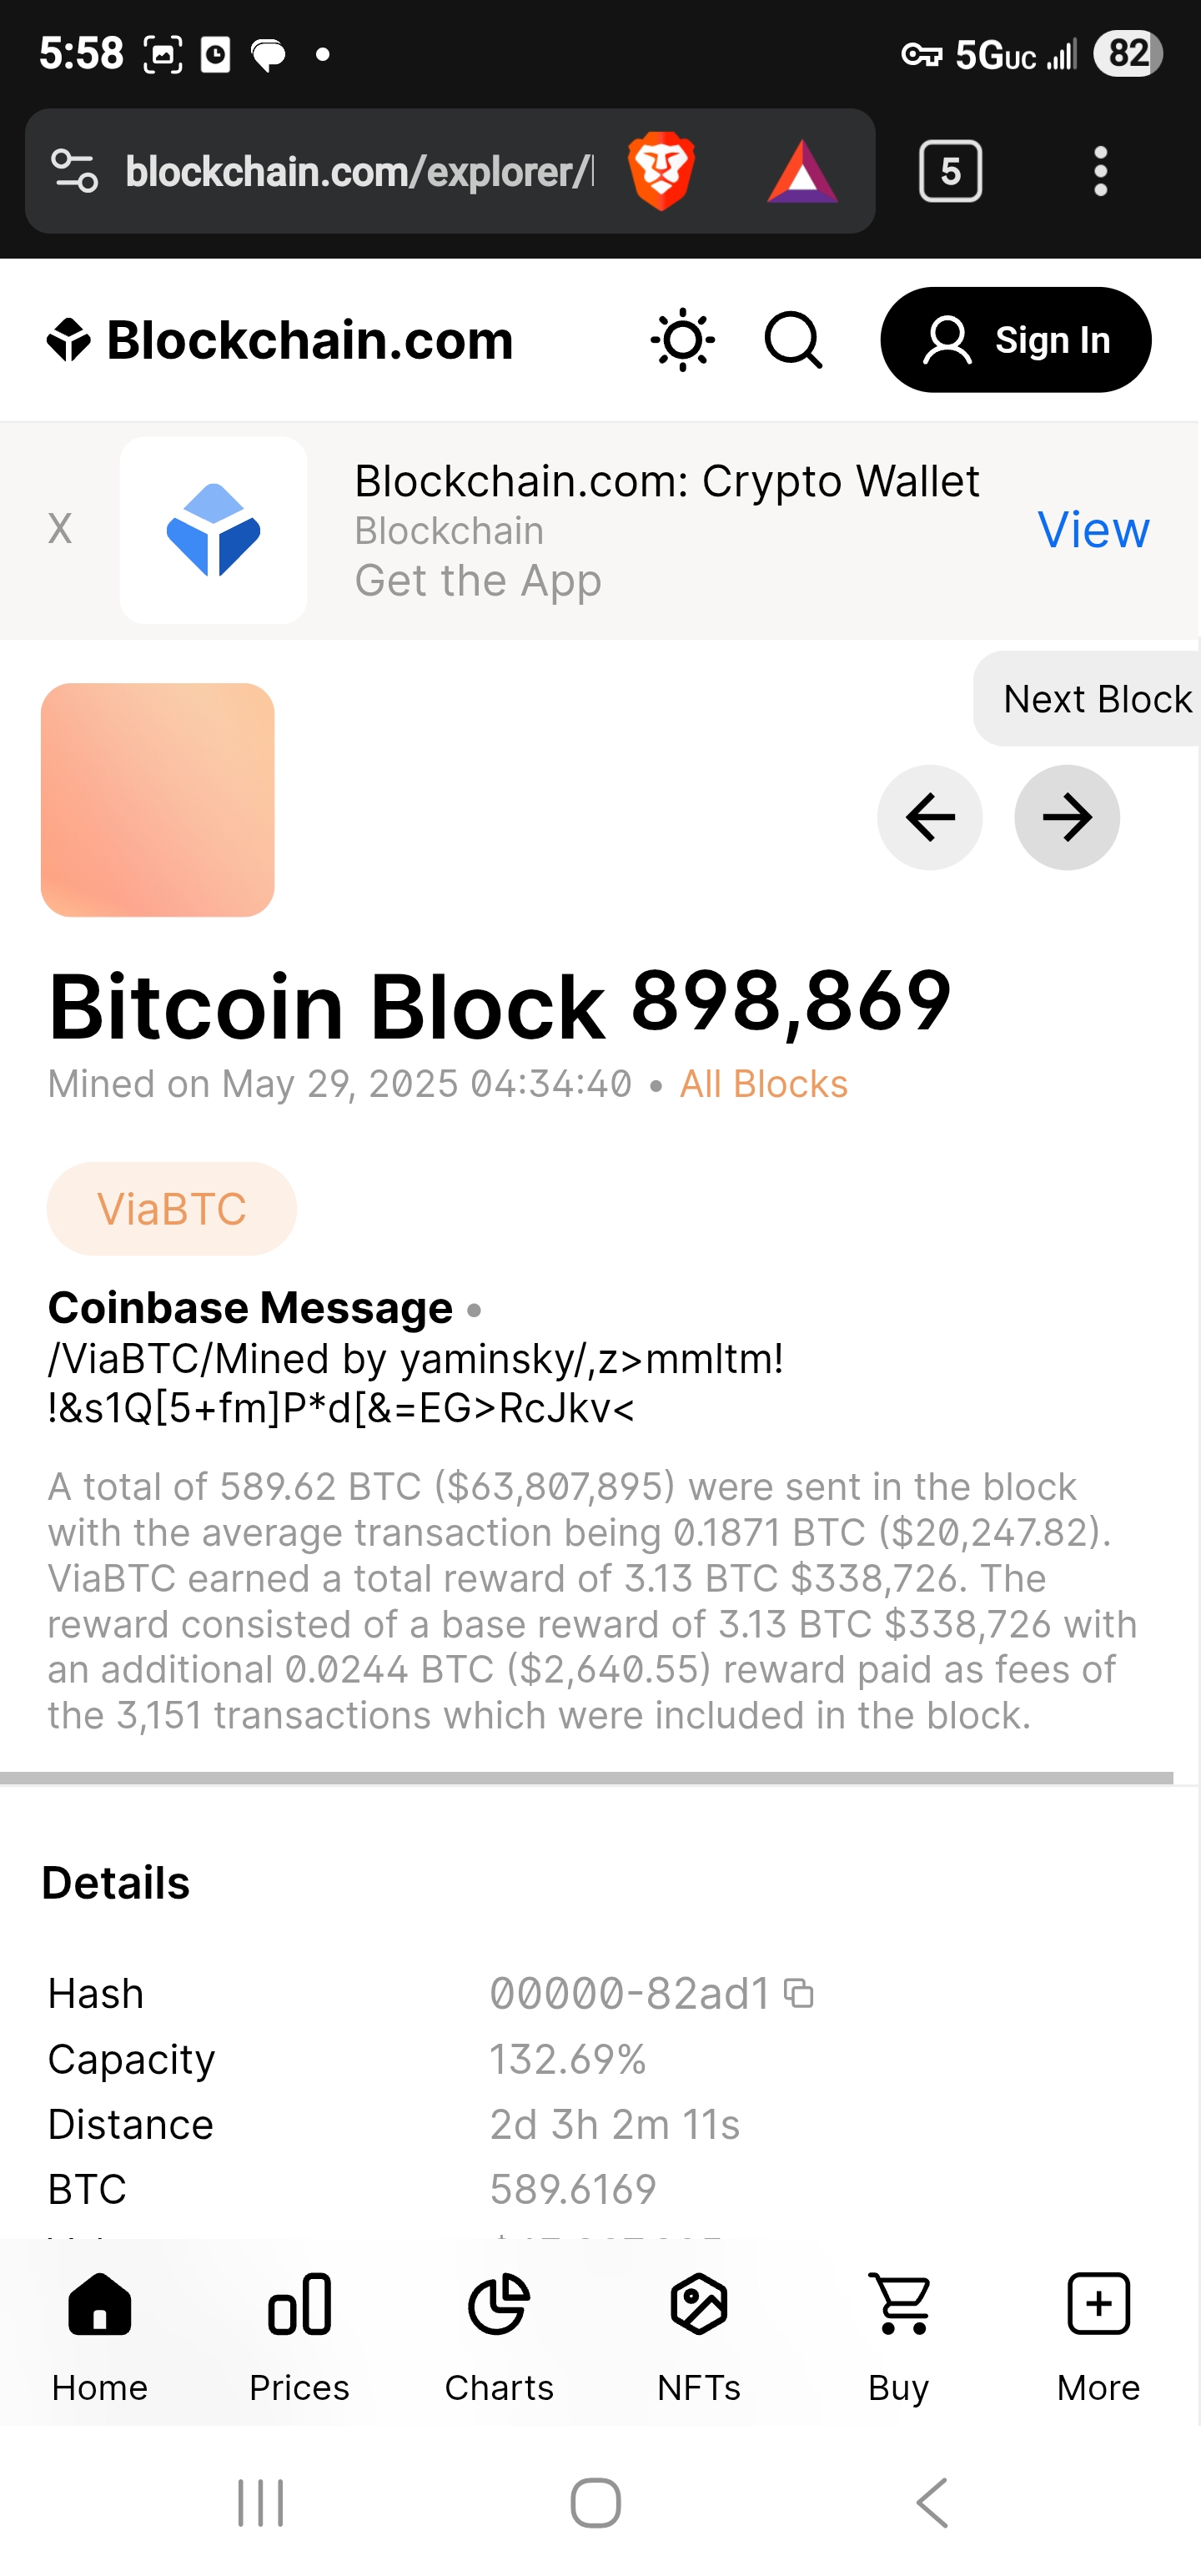 5:58
5GUC
82
blockchain.com/explorer/
5
Blockchain.com
Sign In
X
Blockchain.com: Crypto Wallet
Blockchain
Get the App
View
Next Block
Bitcoin Block 898,869
Mined on May 29, 2025 04:34:40 • All Blocks
ViaBTC
Coinbase Message •
/ViaBTC/Mined by yaminsky/,z>mmItm!
!&s1Q[5+fm]P*d[&=EG>RcJkv<
A total of 589.62 BTC ($63,807,895) were sent in the block
with the average transaction being 0.1871 BTC ($20,247.82).
ViaBTC earned a total reward of 3.13 BTC $338,726. The
reward consisted of a base reward of 3.13 BTC $338,726 with
an additional 0.0244 BTC ($2,640.55) reward paid as fees of
the 3,151 transactions which were included in the block.
Details
Hash 00000-82ad1
Capacity 132.69%
Distance 2d 3h 2m 11s
BTC 589.6169
Home Prices Charts NFTs Buy More